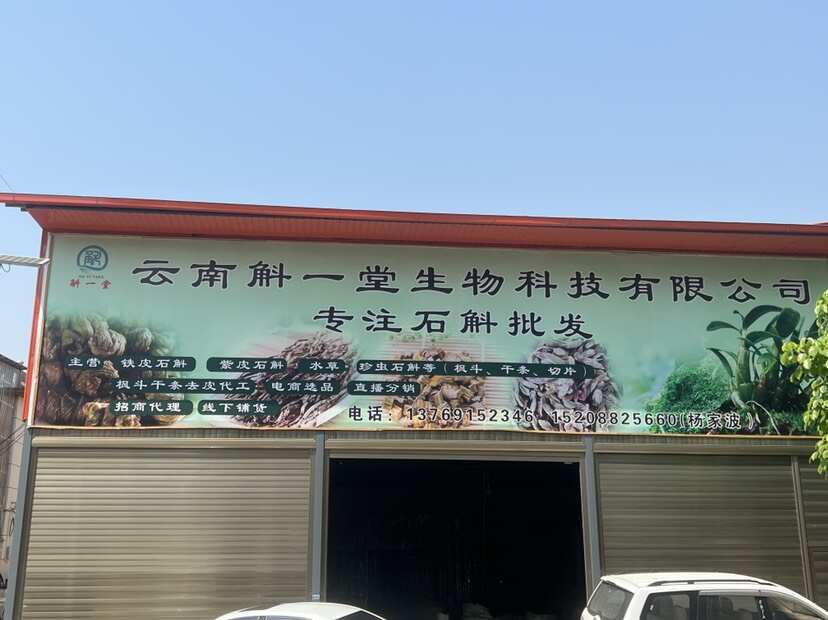 斛一堂
云南斛一堂生物科技有限公司
专注石斛批发
主营 铁皮石斛 紫皮石斛 水草 珍虫石斛等（枫斗、干条、切片）
枫斗干条去皮代工 电商选品 直播分销
招商代理 线下铺货
电话：13769152346、15208825660(杨家波）